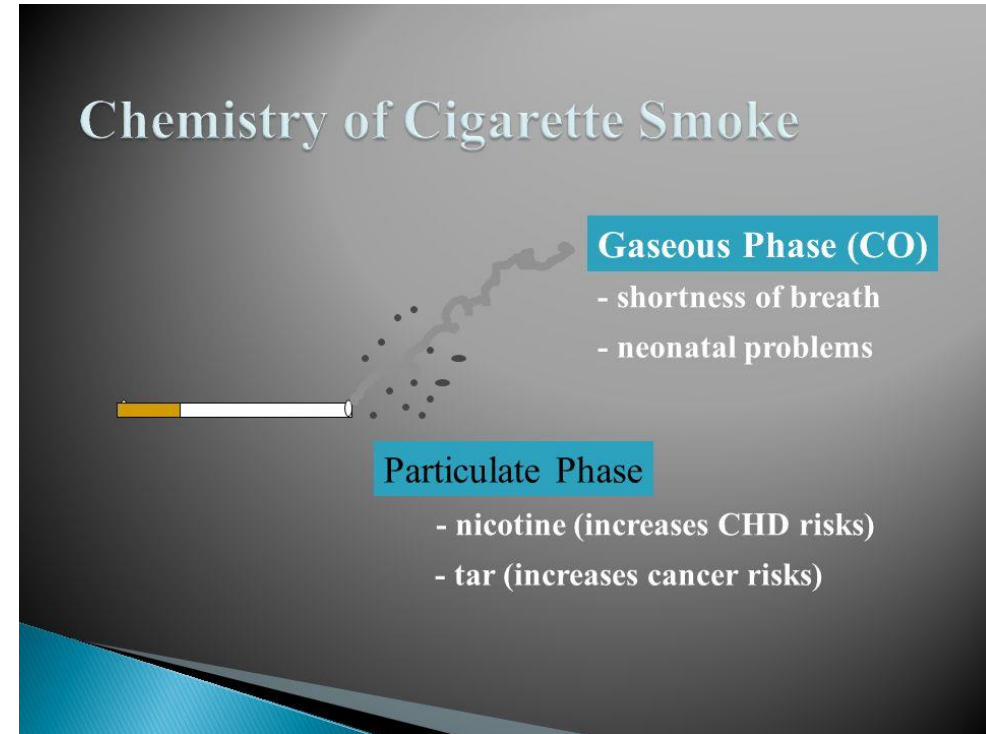 Chemistry of Cigarette Smoke
Gaseous Phase (CO)
- shortness of breath
- neonatal problems
Particulate Phase
- nicotine (increases CHD risks)
- tar (increases cancer risks)